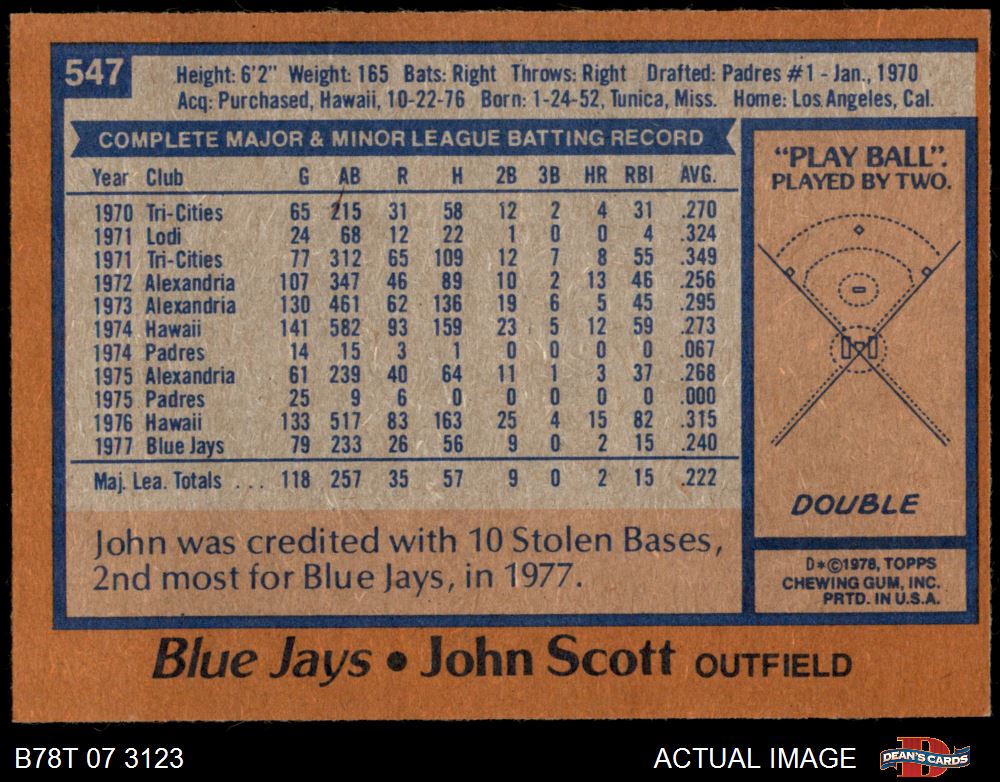 547
Height: 6'2" Weight: 165 Bats: Right Throws: Right Drafted: Padres #1 - Jan., 1970
Acq: Purchased, Hawaii, 10-22-76 Born: 1-24-52, Tunica, Miss. Home: Los Angeles, Cal.
COMPLETE MAJOR & MINOR LEAGUE BATTING RECORD
Year Club G AB R H 2B 3B HR RBI AVG.
1970 Tri-Cities 65 215 31 58 12 2 4 31 .270
1971 Lodi 24 68 12 22 1 0 0 4 .324
1971 Tri-Cities 77 312 65 109 12 7 8 55 .349
1972 Alexandria 107 347 46 89 10 2 13 46 .256
1973 Alexandria 130 461 62 136 19 6 5 45 .295
1974 Hawaii 141 582 93 159 23 5 12 59 .273
1974 Padres 14 15 3 1 0 0 0 0 .067
1975 Alexandria 61 239 40 64 11 1 3 37 .268
1975 Padres 25 9 6 0 0 0 0 0 .000
1976 Hawaii 133 517 83 163 25 4 15 82 .315
1977 Blue Jays 79 233 26 56 9 0 2 15 .240
Maj. Lea. Totals . . . 118 257 35 57 9 0 2 15 .222
John was credited with 10 Stolen Bases,
2nd most for Blue Jays, in 1977.
"PLAY BALL".
PLAYED BY TWO.
DOUBLE
D*©1978, TOPPS
CHEWING GUM, INC.
PRTD. IN U.S.A.
Blue Jays • John Scott OUTFIELD
B78T 07 3123
ACTUAL IMAGE
D
DEAN'S CARDS